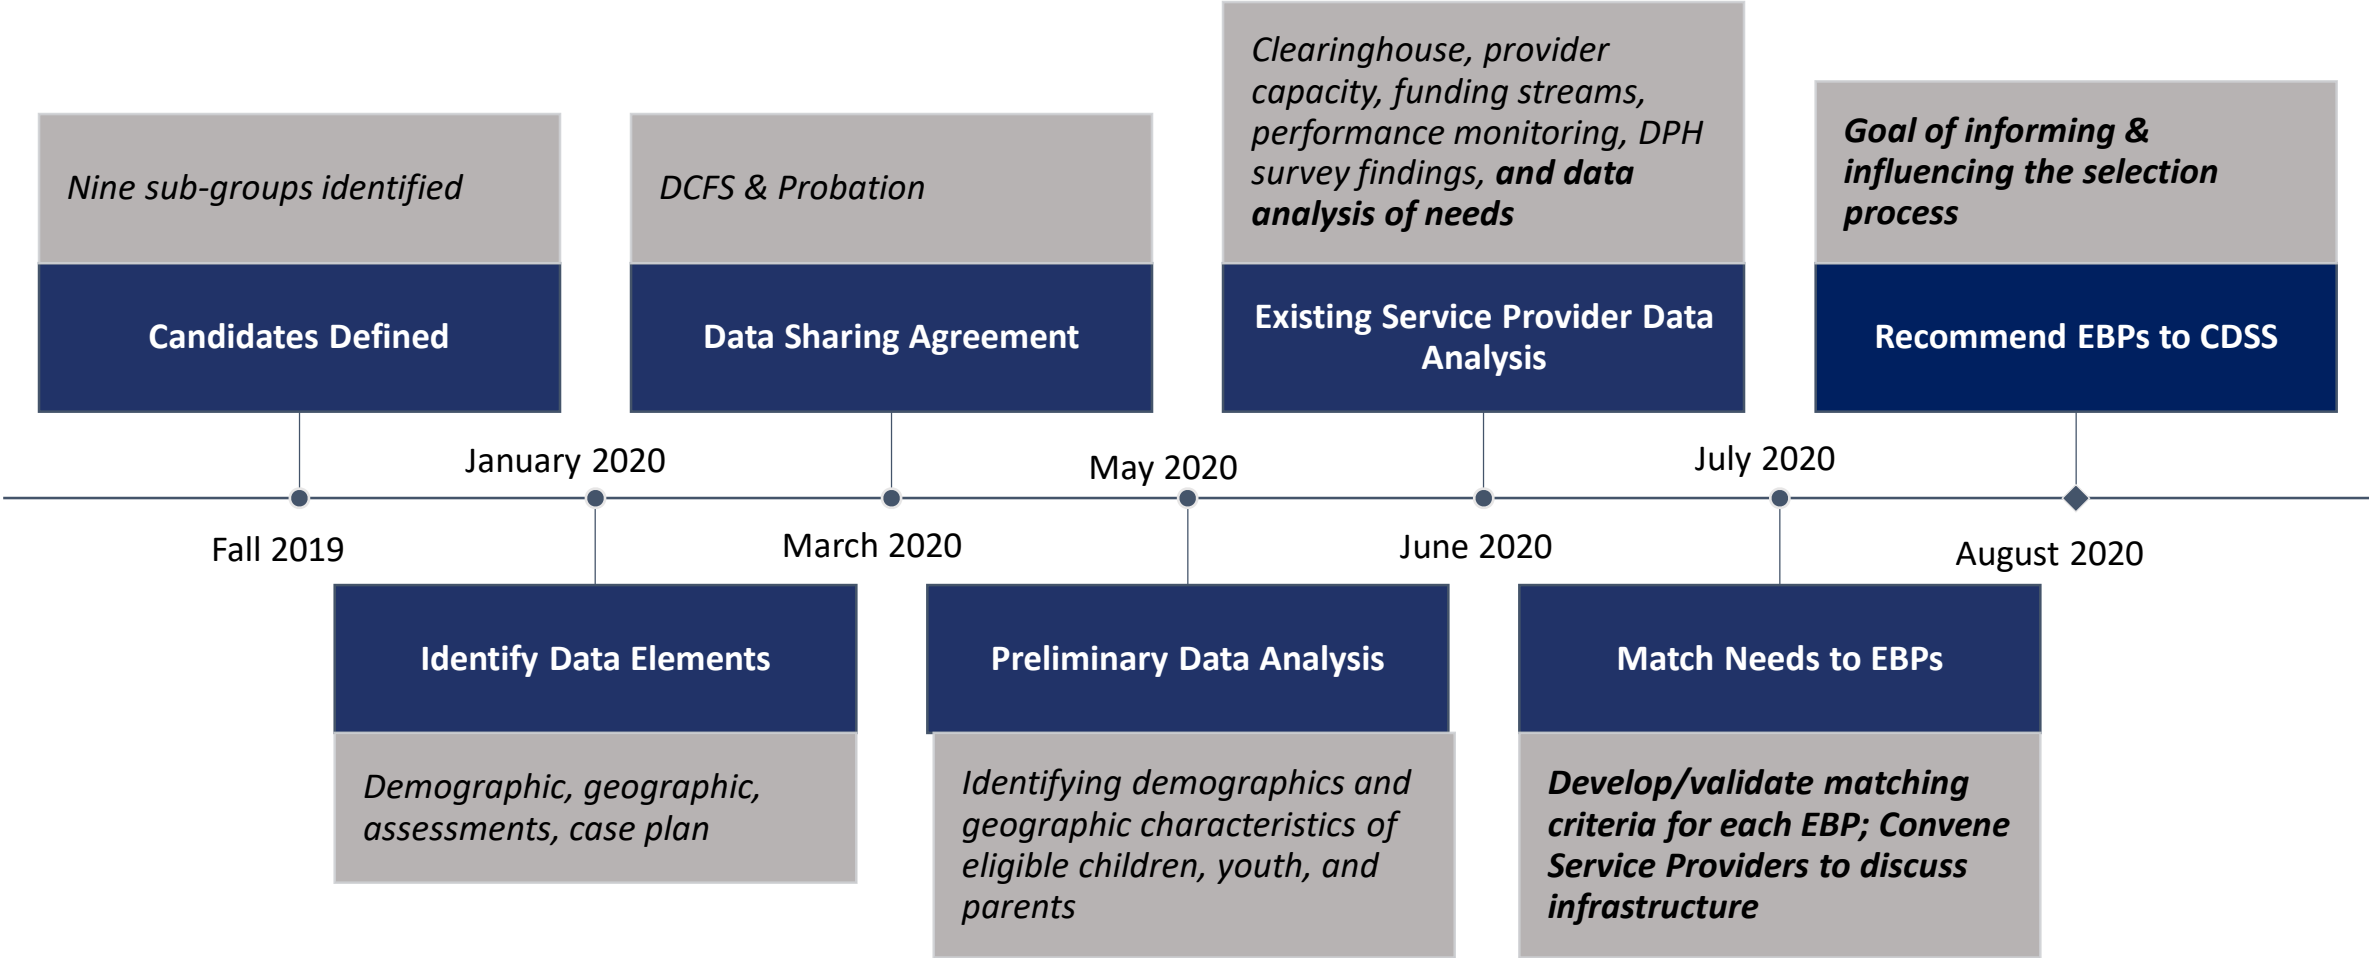 Nine sub-groups identified
Candidates Defined
Fall 2019
January 2020
Identify Data Elements
Demographic, geographic,
assessments, case plan
DCFS & Probation
Data Sharing Agreement
March 2020
May 2020
Preliminary Data Analysis
Identifying demographics and
geographic characteristics of
eligible children, youth, and
parents
Clearinghouse, provider
capacity, funding streams,
performance monitoring, DPH
survey findings, and data
analysis of needs
Existing Service Provider Data
Analysis
June 2020
July 2020
Match Needs to EBPs
Develop/validate matching
criteria for each EBP; Convene
Service Providers to discuss
infrastructure
Goal of informing &
influencing the selection
process
Recommend EBPs to CDSS
August 2020